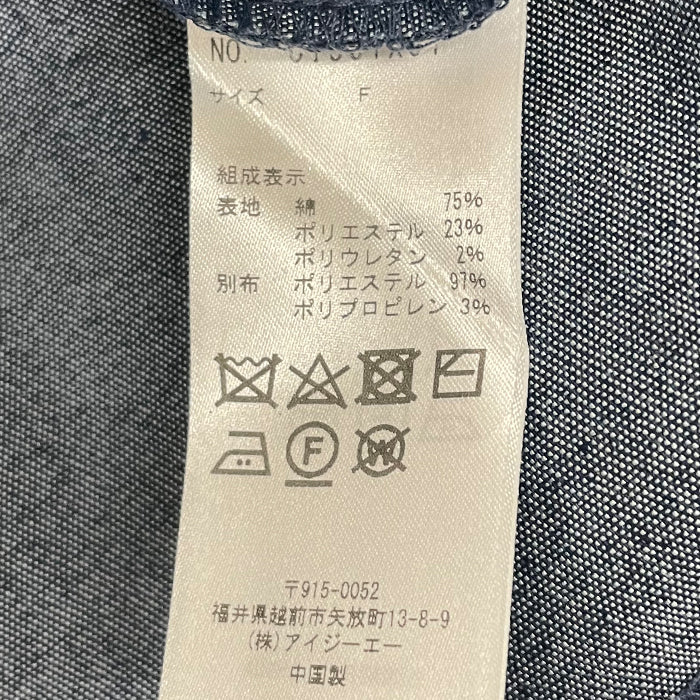 NO.
サイズ F
組成表示
表地 綿 75%
ポリエステル 23%
ポリウレタン 2%
別布 ポリエステル 97%
ポリプロピレン 3%
F
W
〒915-0052
福井県越前市矢放町13-8-9
(株)アイジーエー
中国製